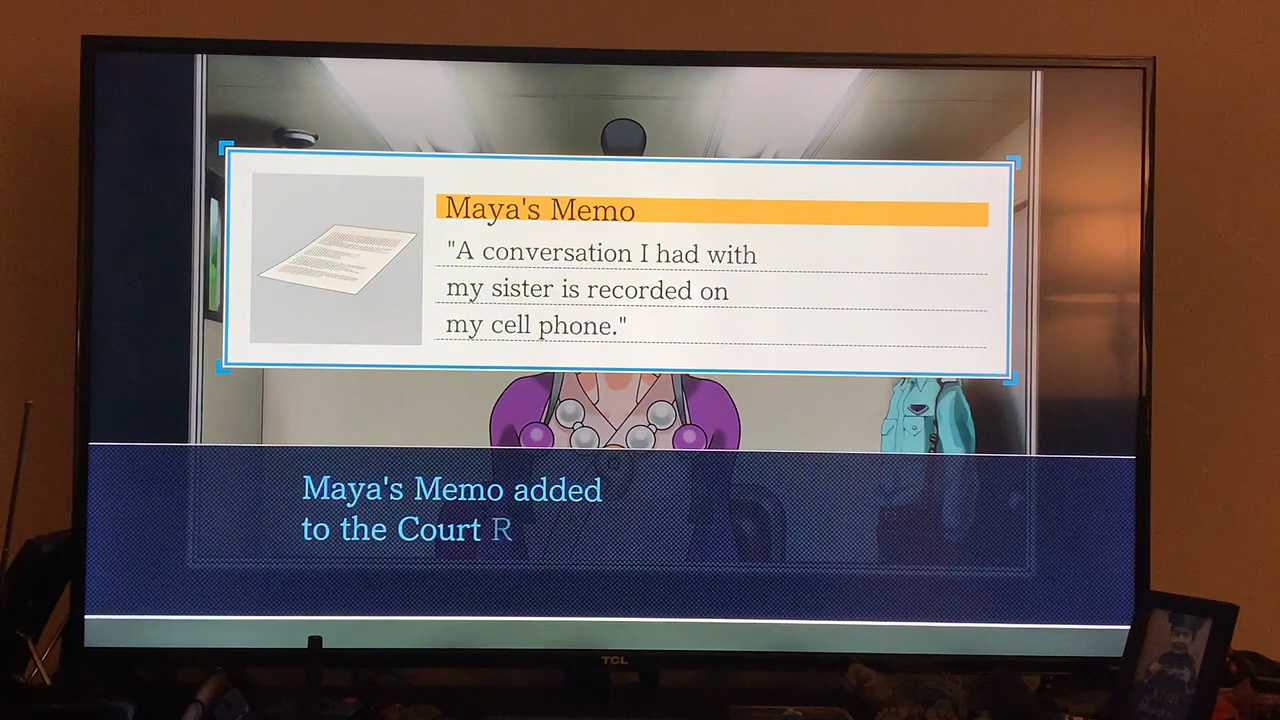 Maya's Memo
"A conversation I had with
my sister is recorded on
my cell phone."
Maya's Memo added
to the Court R
TCL